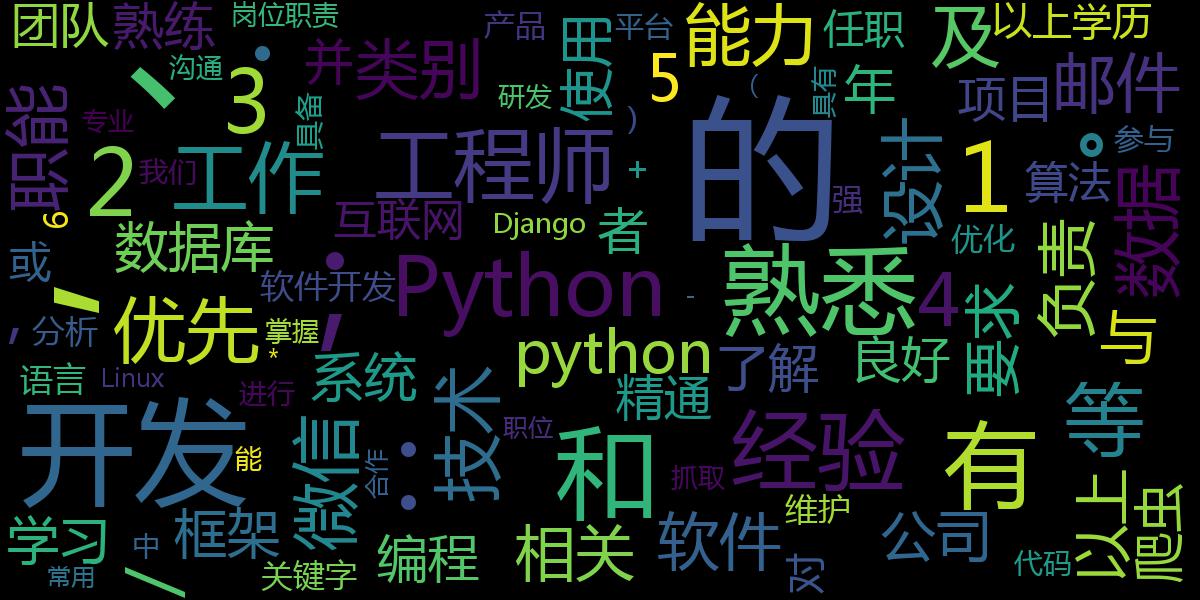 团队
熟练
岗位职责
产品
平台
能力
任职
及
以上学历
、
沟通
3
并
类别
研发
使用
5
(
具有
年
项目
邮件
职能
专业
2
我们
工作
具备
工程师
)
+
的
强
设计
1
算法
。
参与
数据
6
或
数据库
互联网
Django
者
优化
负责
,
,
分析
优先
软件开发
掌握
*
;
Python
-
熟悉
4
要求
与
python
了解
良好
语言
Linux
进行
系统
技术
精通
等
开发
能
微信
合作
:
职位
和
抓取
经验
有
以上
爬虫
学习
中
框架
常用
/
关键字
编程
相关
软件
维护
对
公司
代码